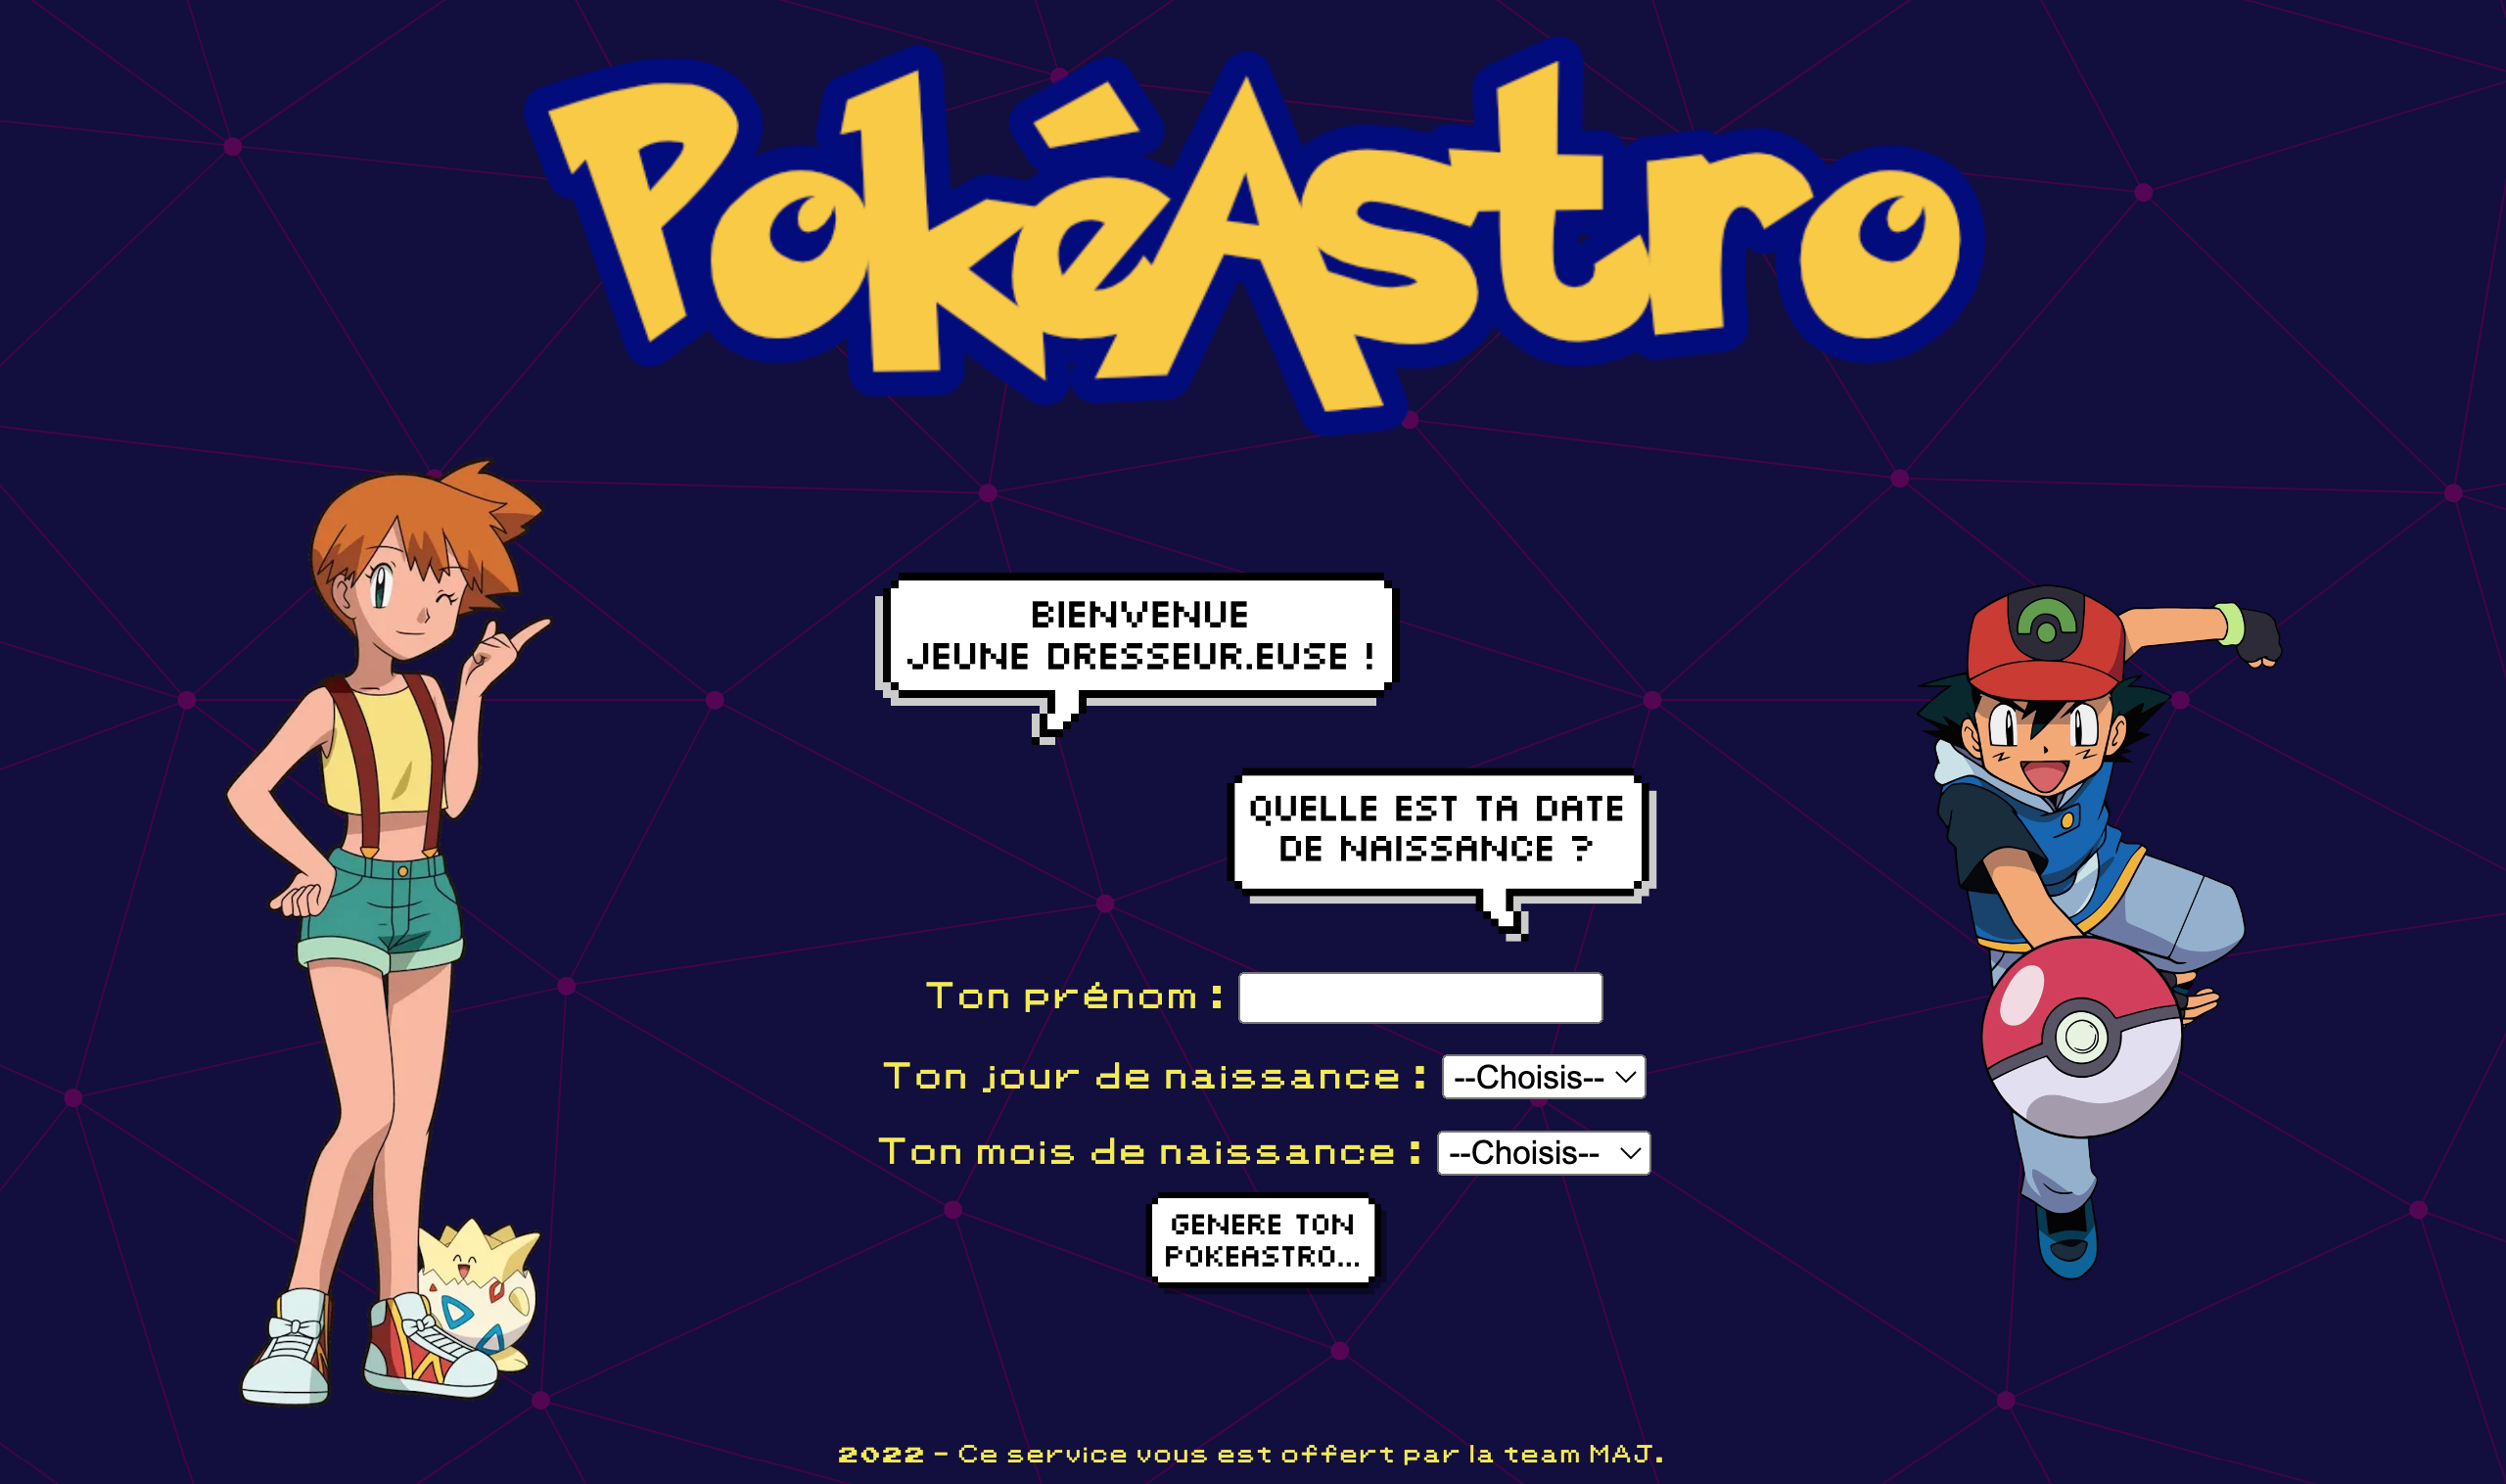 PokéAstro
BIENVENUE
JEUNE DRESSEUR.EUSE !
QUELLE EST TA DATE
DE NAISSANCE ?
Ton prénom :
Ton jour de naissance : --Choisis--
Ton mois de naissance : --Choisis--
GENERE TON
POKEASTRO...
2022 - Ce service vous est offert par la team MAJ.